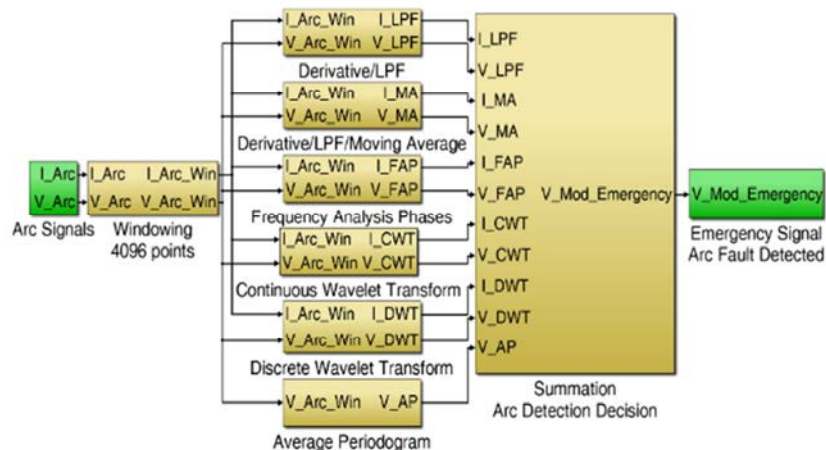 I_Arc
V_Arc
Arc Signals
I_Arc I_Arc_Win
V_Arc V_Arc_Win
Windowing
4096 points
I_Arc_Win I_LPF
V_Arc_Win V_LPF
Derivative/LPF
I_Arc_Win I_MA
V_Arc_Win V_MA
Derivative/LPF/Moving Average
I_Arc_Win I_FAP
V_Arc_Win V_FAP
Frequency Analysis Phases
I_Arc_Win I_CWT
V_Arc_Win V_CWT
Continuous Wavelet Transform
I_Arc_Win I_DWT
V_Arc_Win V_DWT
Discrete Wavelet Transform
V_Arc_Win V_AP
Average Periodogram
I_LPF
V_LPF
I_MA
V_MA
I_FAP
V_FAP V_Mod_Emergency
I_CWT
V_CWT
I_DWT
V_DWT
V_AP
Summation
Arc Detection Decision
V_Mod_Emergency
Emergency Signal
Arc Fault Detected